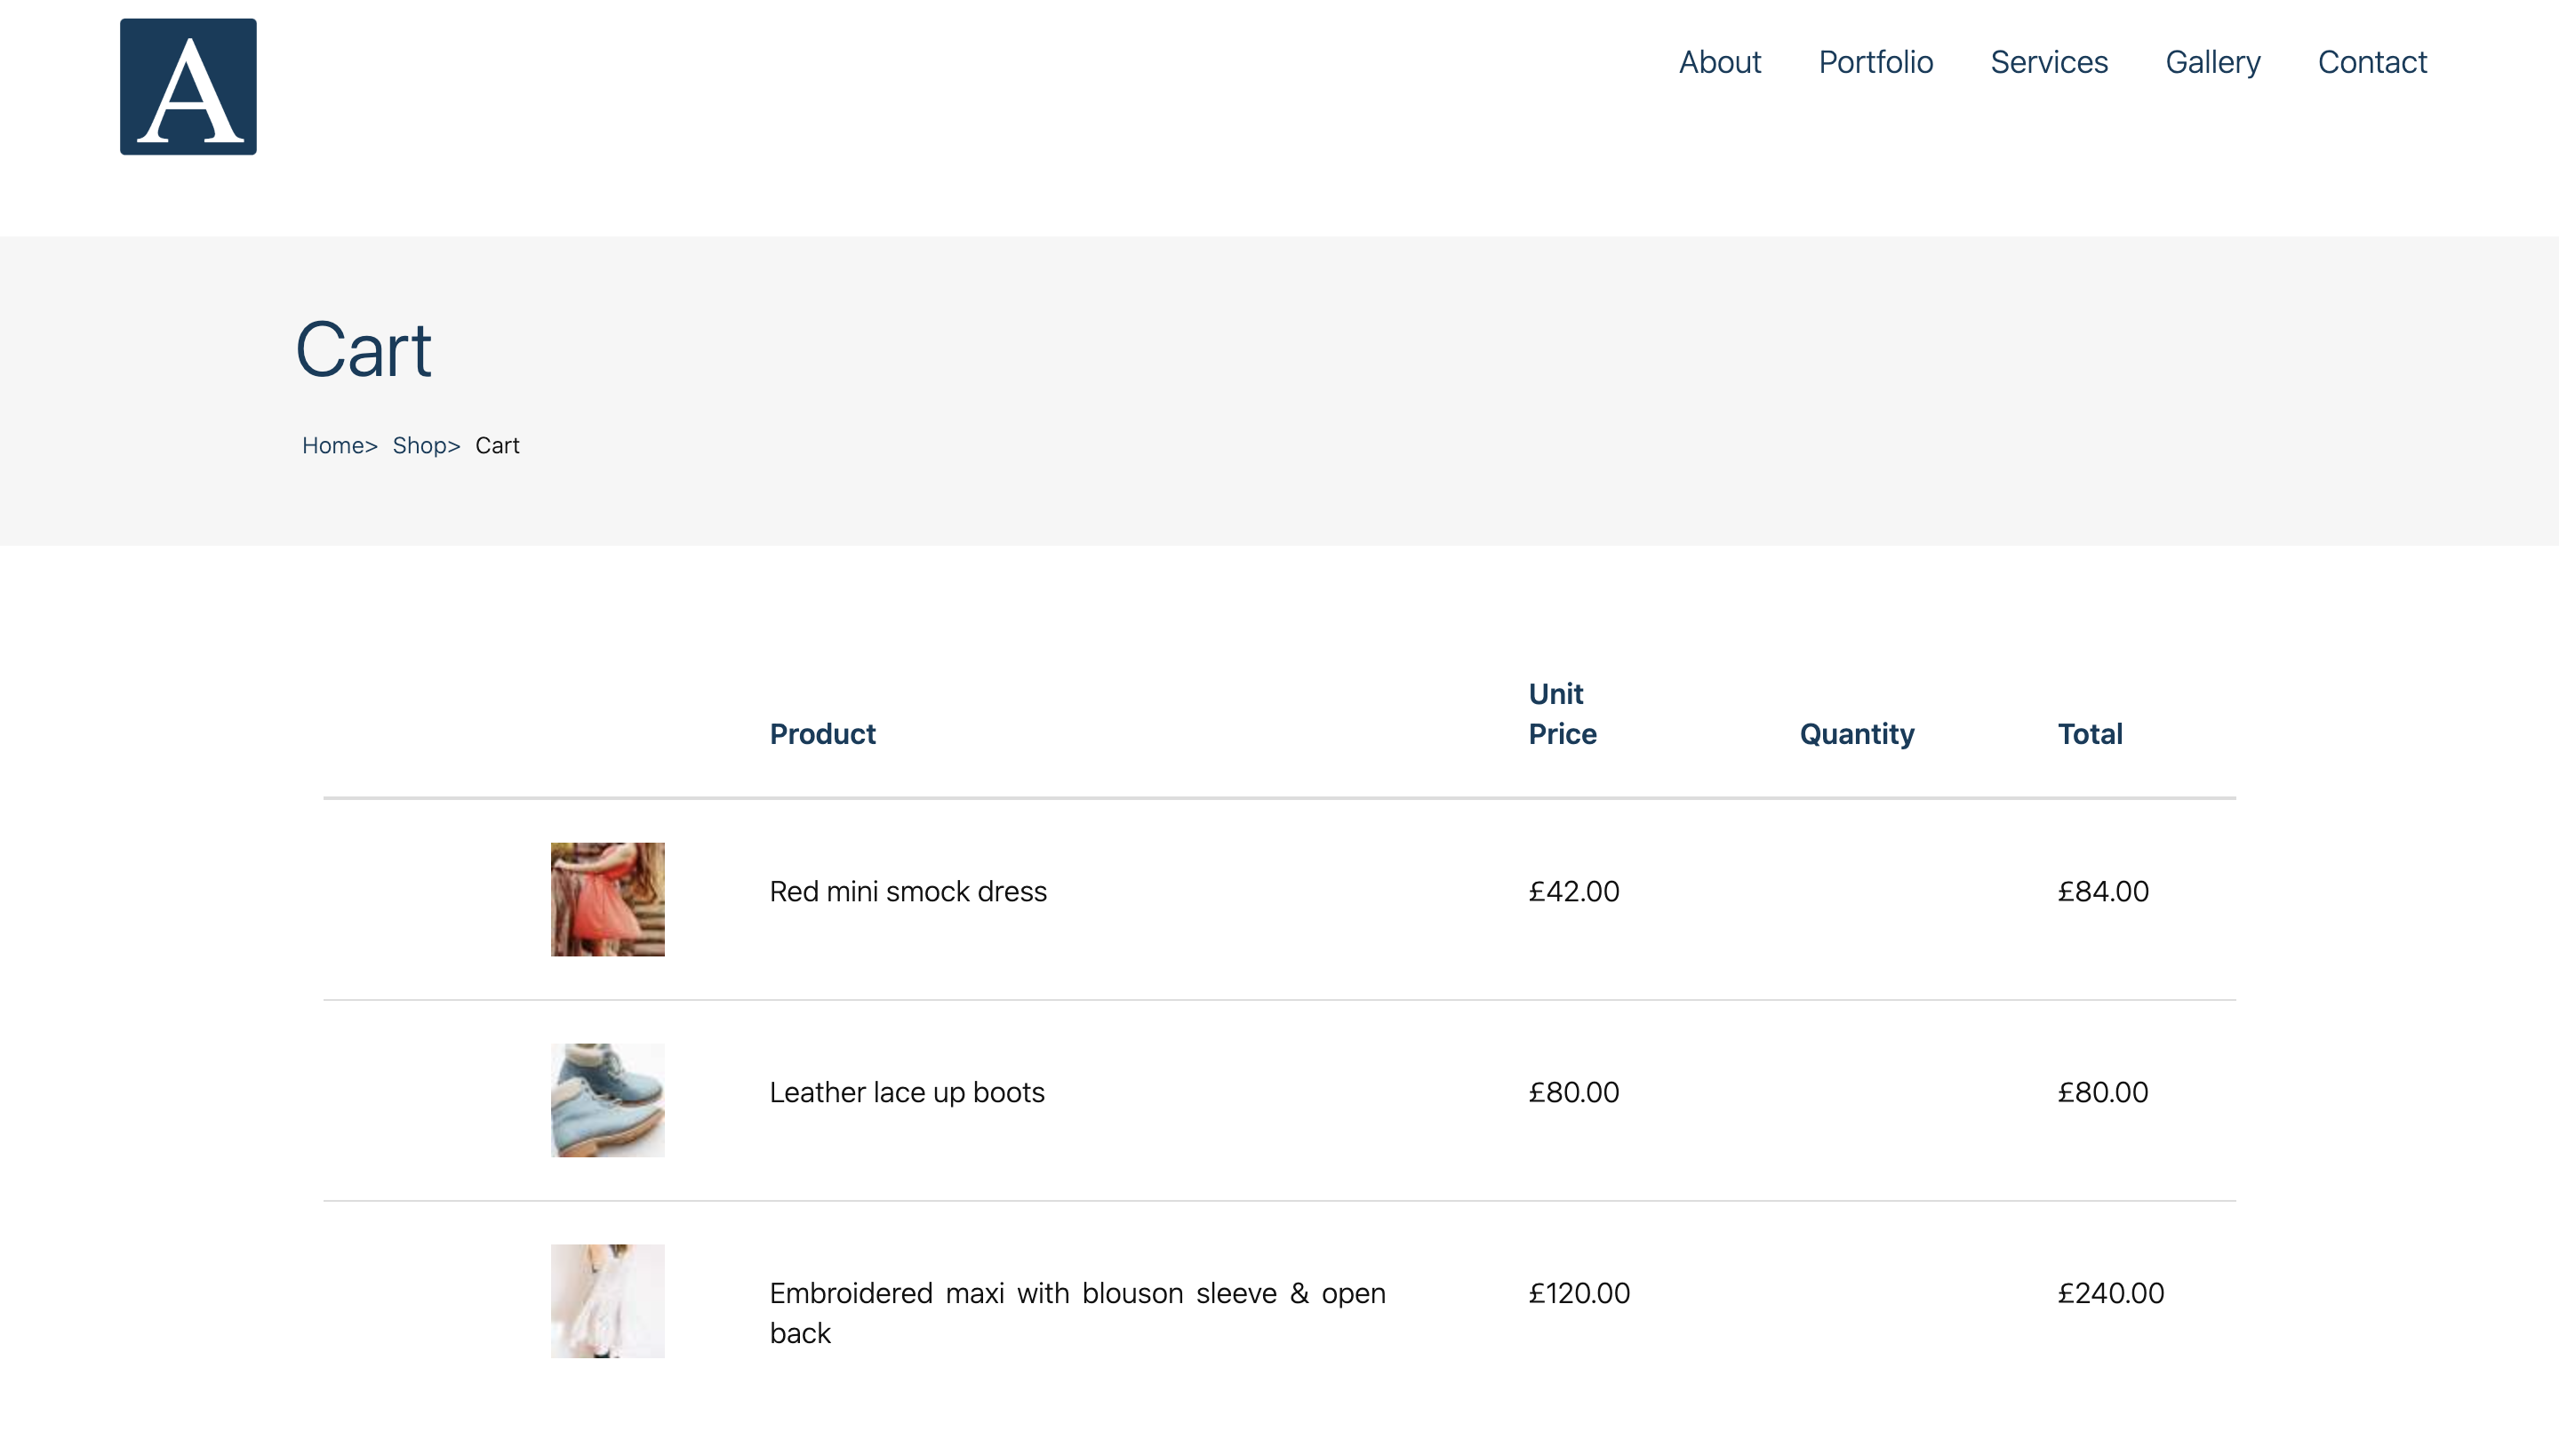 A
About Portfolio Services Gallery Contact
Cart
Home> Shop> Cart
Product Unit Price Quantity Total
Red mini smock dress £42.00 £84.00
Leather lace up boots £80.00 £80.00
Embroidered maxi with blouson sleeve & open £120.00 £240.00
back